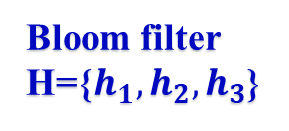 Bloom filter
H={h₁, h₂, h₃}